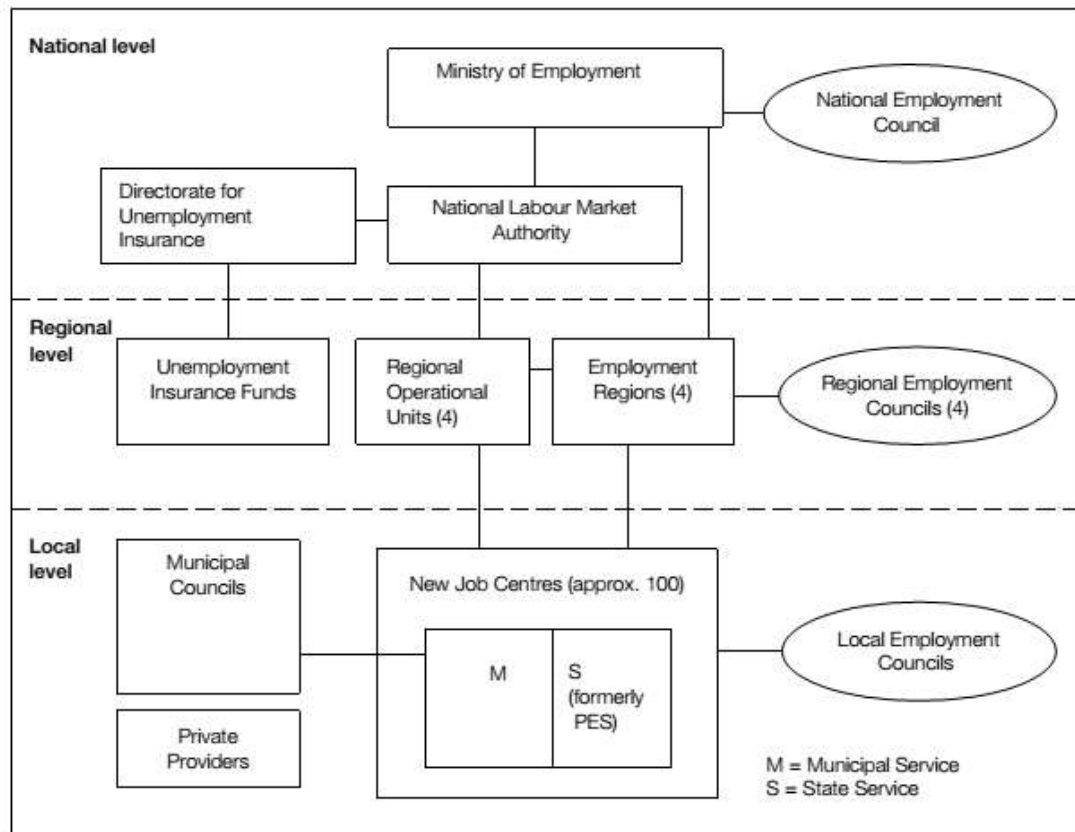 National level
Ministry of Employment
National Employment
Council
Directorate for
Unemployment
Insurance
National Labour Market
Authority
Regional
level
Unemployment
Insurance Funds
Regional
Operational
Units (4)
Employment
Regions (4)
Regional Employment
Councils (4)
Local
level
Municipal
Councils
New Job Centres (approx. 100)
M
S
(formerly
PES)
Local Employment
Councils
Private
Providers
M = Municipal Service
S = State Service